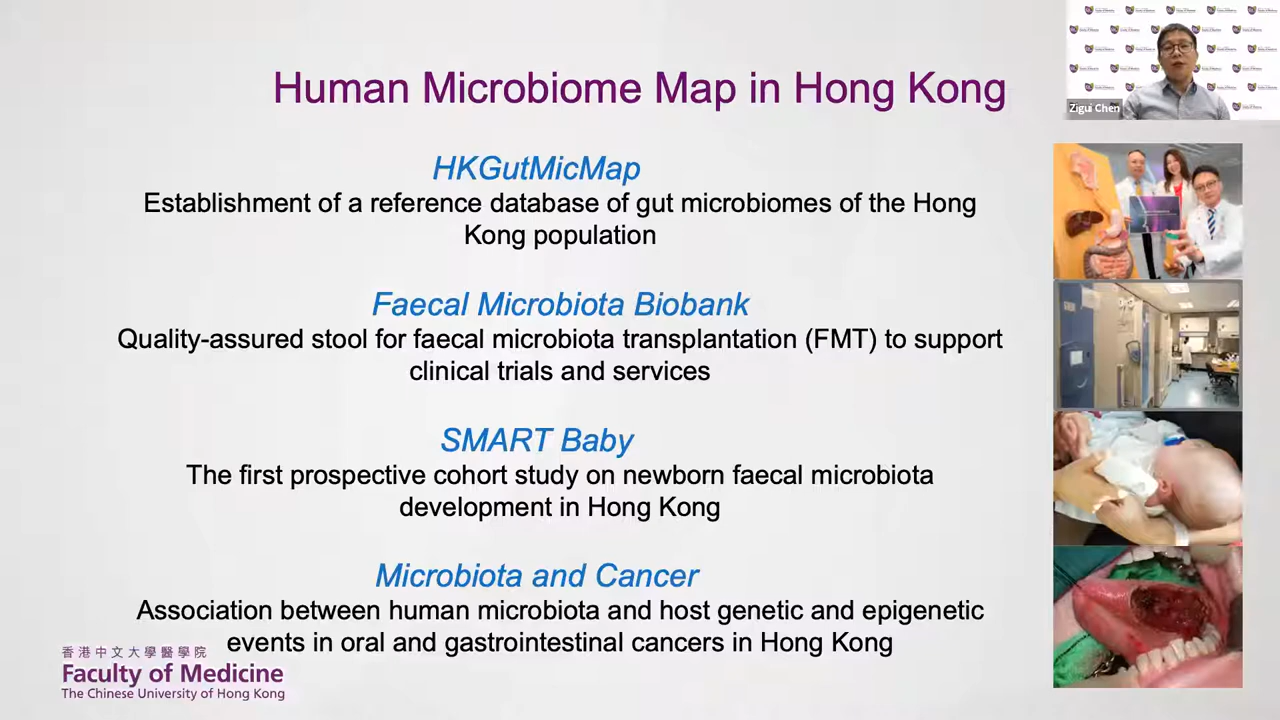 Human Microbiome Map in Hong Kong
Zigui Chen
HKGutMicMap
Establishment of a reference database of gut microbiomes of the Hong
Kong population
Faecal Microbiota Biobank
Quality-assured stool for faecal microbiota transplantation (FMT) to support
clinical trials and services
SMART Baby
The first prospective cohort study on newborn faecal microbiota
development in Hong Kong
Microbiota and Cancer
Association between human microbiota and host genetic and epigenetic
events in oral and gastrointestinal cancers in Hong Kong
香港中文大學醫學院
Faculty of Medicine
The Chinese University of Hong Kong